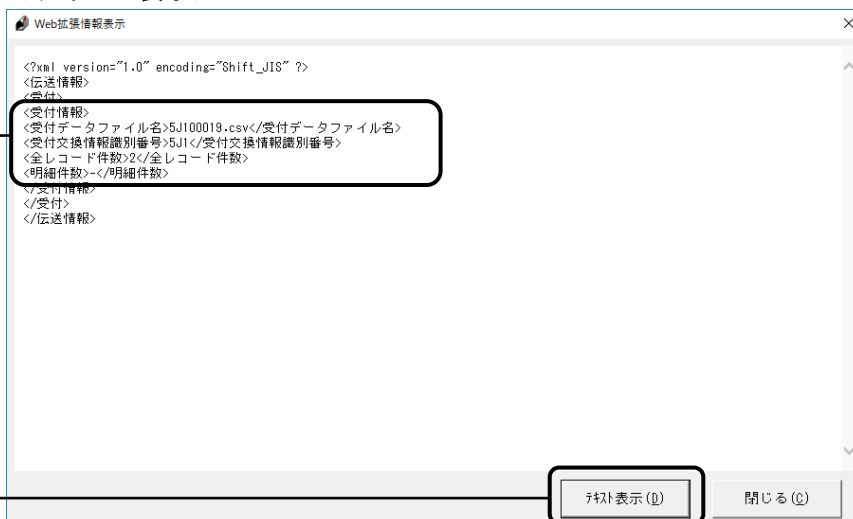 Web拡張情報表示
<?xml version="1.0" encoding="Shift_JIS" ?>
<伝送情報>
<受付>
<受付情報>
<受付データファイル名>5J100019.csv</受付データファイル名>
<受付交換情報識別番号>5J1</受付交換情報識別番号>
<全レコード件数>2</全レコード件数>
<明細件数>-</明細件数>
</受付情報>
</受付>
</伝送情報>
ﾃｷｽﾄ表示(D) 閉じる(C)